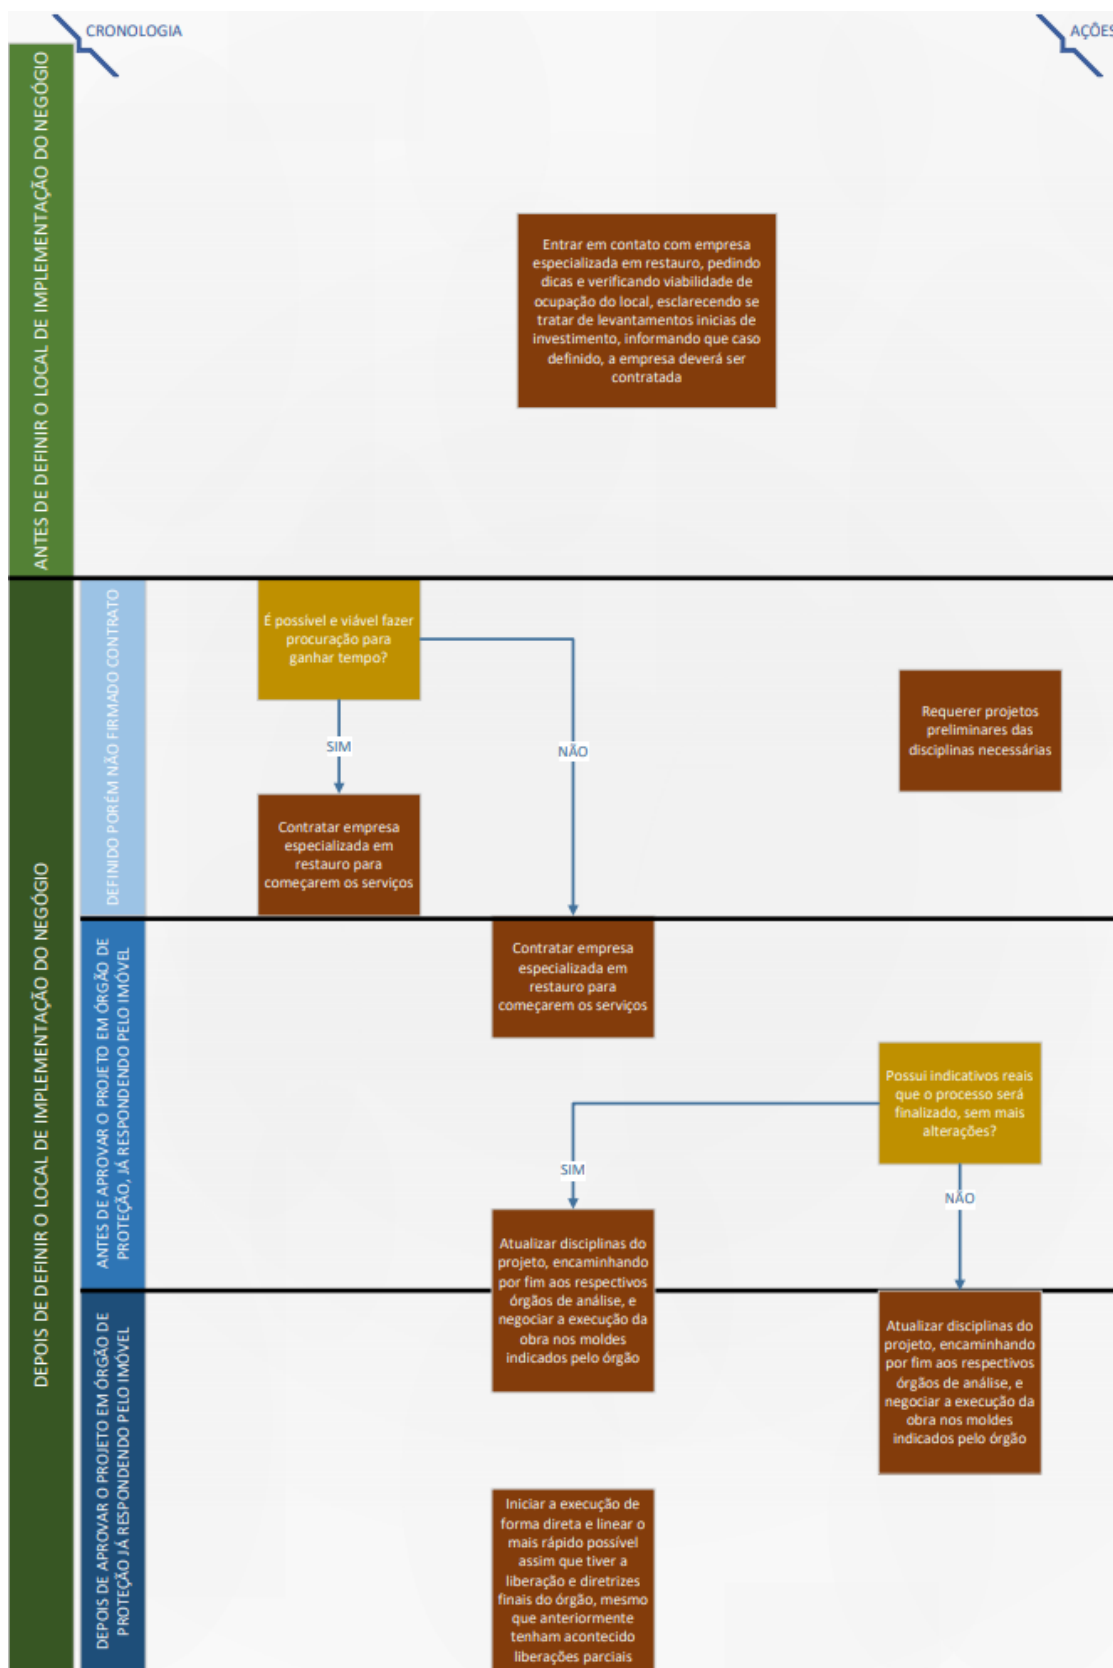 CRONOLOGIA
AÇÕES
ANTES DE DEFINIR O LOCAL DE IMPLEMENTAÇÃO DO NEGÓGIO
Entrar em contato com empresa
especializada em restauro, pedindo
dicas e verificando viabilidade de
ocupação do local, esclarecendo se
tratar de levantamentos inicias de
investimento, informando que caso
definido, a empresa deverá ser
contratada
DEPOIS DE DEFINIR O LOCAL DE IMPLEMENTAÇÃO DO NEGÓGIO
DEFINIDO PORÉM NÃO FIRMADO CONTRATO
É possível e viável fazer
procuração para
ganhar tempo?
SIM
NÃO
Requerer projetos
preliminares das
disciplinas necessárias
Contratar empresa
especializada em
restauro para
começarem os serviços
ANTES DE APROVAR O PROJETO EM ÓRGÃO DE
PROTEÇÃO, JÁ RESPONDENDO PELO IMÓVEL
Contratar empresa
especializada em
restauro para
começarem os serviços
Possui indicativos reais
que o processo será
finalizado, sem mais
alterações?
SIM
NÃO
Atualizar disciplinas do
projeto, encaminhando
por fim aos respectivos
órgãos de análise, e
negociar a execução da
obra nos moldes
indicados pelo órgão
DEPOIS DE APROVAR O PROJETO EM ÓRGÃO DE
PROTEÇÃO JÁ RESPONDENDO PELO IMÓVEL
Atualizar disciplinas do
projeto, encaminhando
por fim aos respectivos
órgãos de análise, e
negociar a execução da
obra nos moldes
indicados pelo órgão
Iniciar a execução de
forma direta e linear o
mais rápido possível
assim que tiver a
liberação e diretrizes
finais do órgão, mesmo
que anteriormente
tenham acontecido
liberações parciais